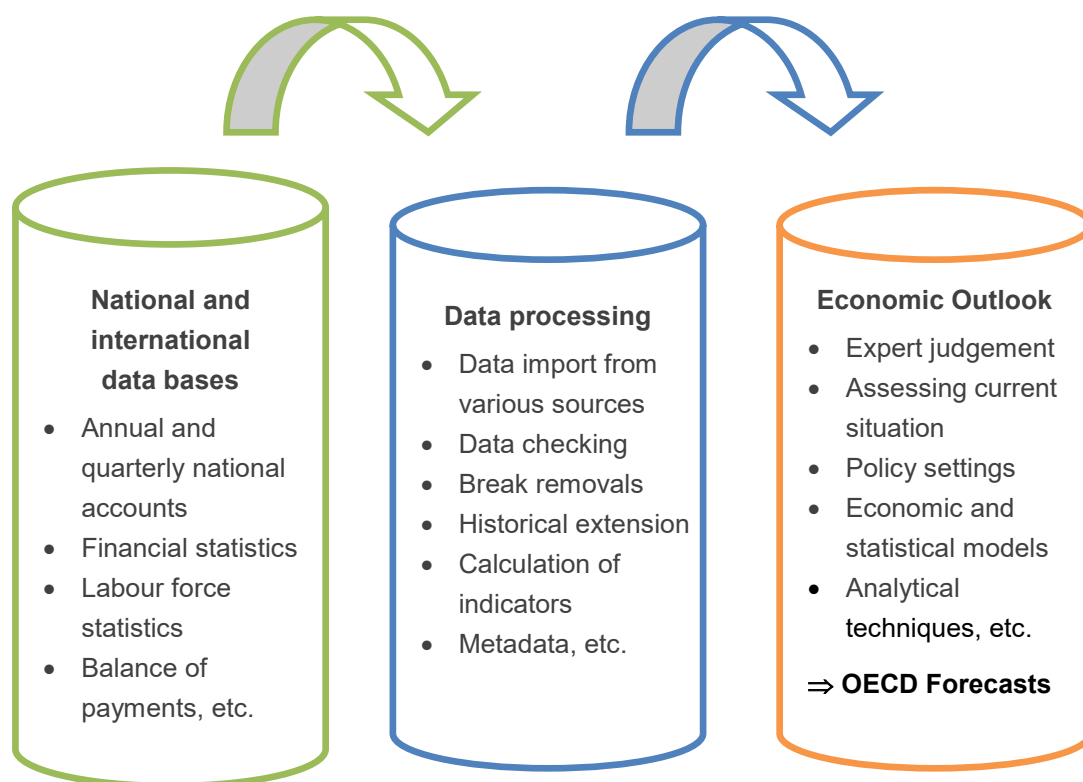 National and
international
data bases
• Annual and
quarterly national
accounts
• Financial statistics
• Labour force
statistics
• Balance of
payments, etc.
Data processing
• Data import from
various sources
• Data checking
• Break removals
• Historical extension
• Calculation of
indicators
• Metadata, etc.
Economic Outlook
• Expert judgement
• Assessing current
situation
• Policy settings
• Economic and
statistical models
• Analytical
techniques, etc.
⇒ OECD Forecasts